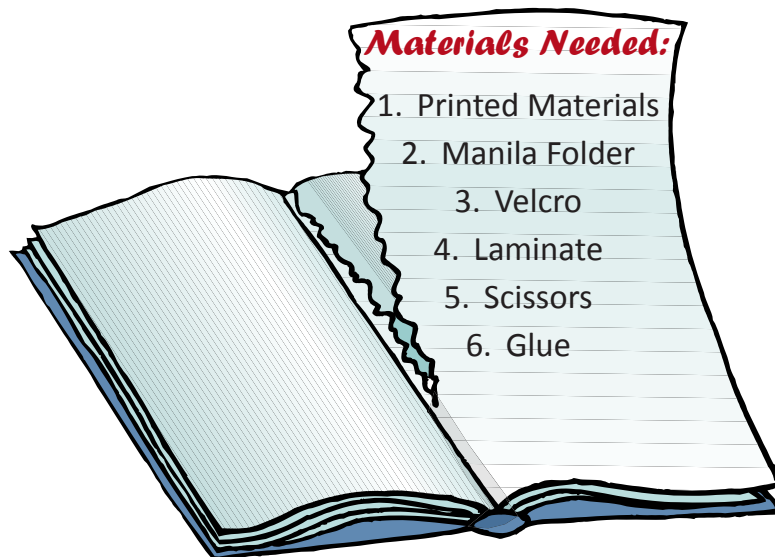 Materials Needed:
1. Printed Materials
2. Manila Folder
3. Velcro
4. Laminate
5. Scissors
6. Glue